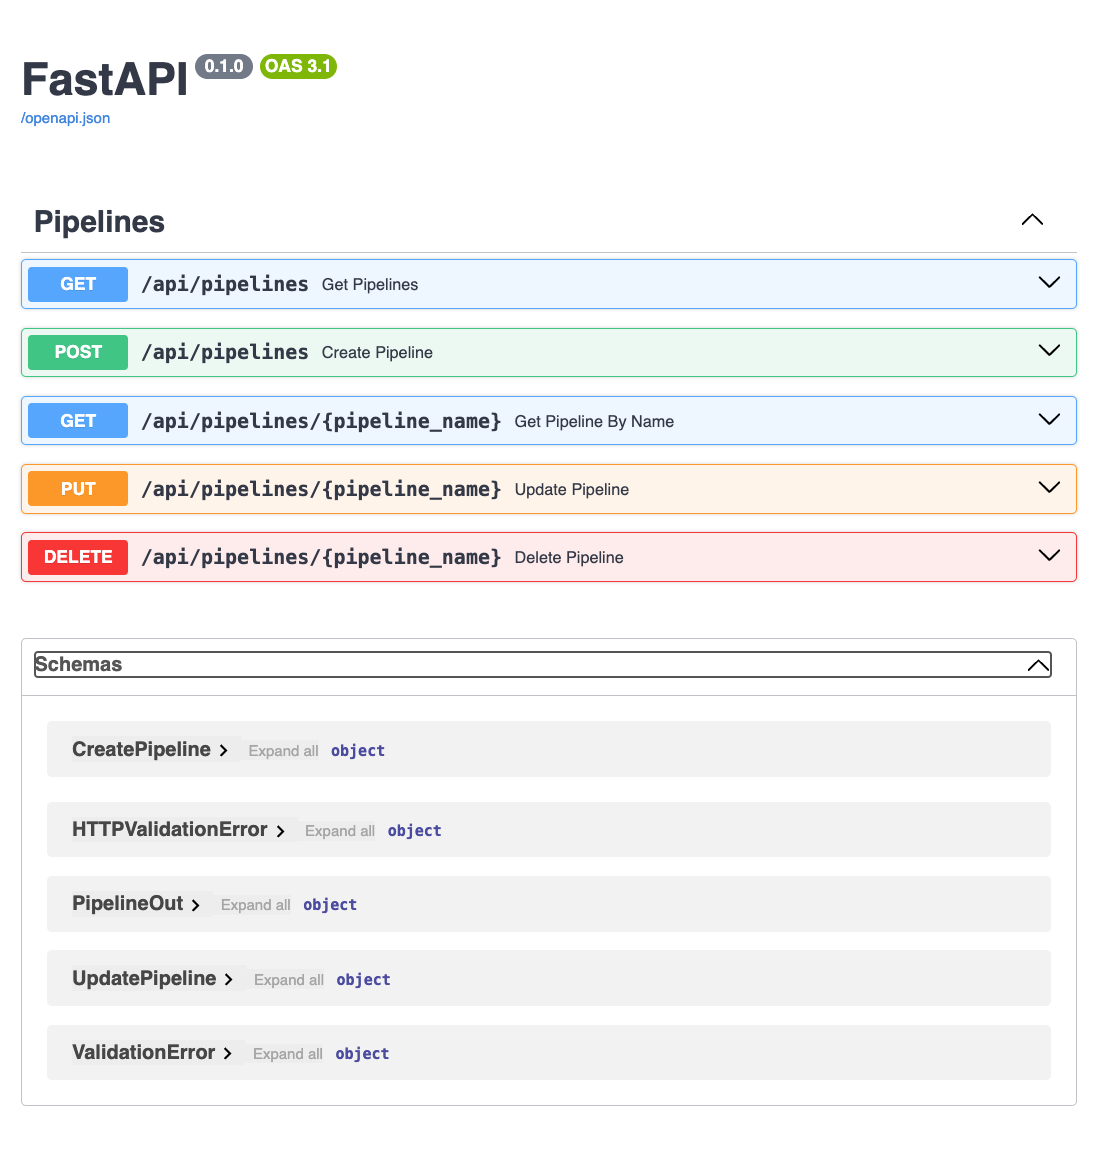 FastAPI 0.1.0 OAS 3.1
/openapi.json
Pipelines
GET /api/pipelines Get Pipelines
POST /api/pipelines Create Pipeline
GET /api/pipelines/{pipeline_name} Get Pipeline By Name
PUT /api/pipelines/{pipeline_name} Update Pipeline
DELETE /api/pipelines/{pipeline_name} Delete Pipeline
Schemas
CreatePipeline Expand all object
HTTPValidationError Expand all object
PipelineOut Expand all object
UpdatePipeline Expand all object
ValidationError Expand all object